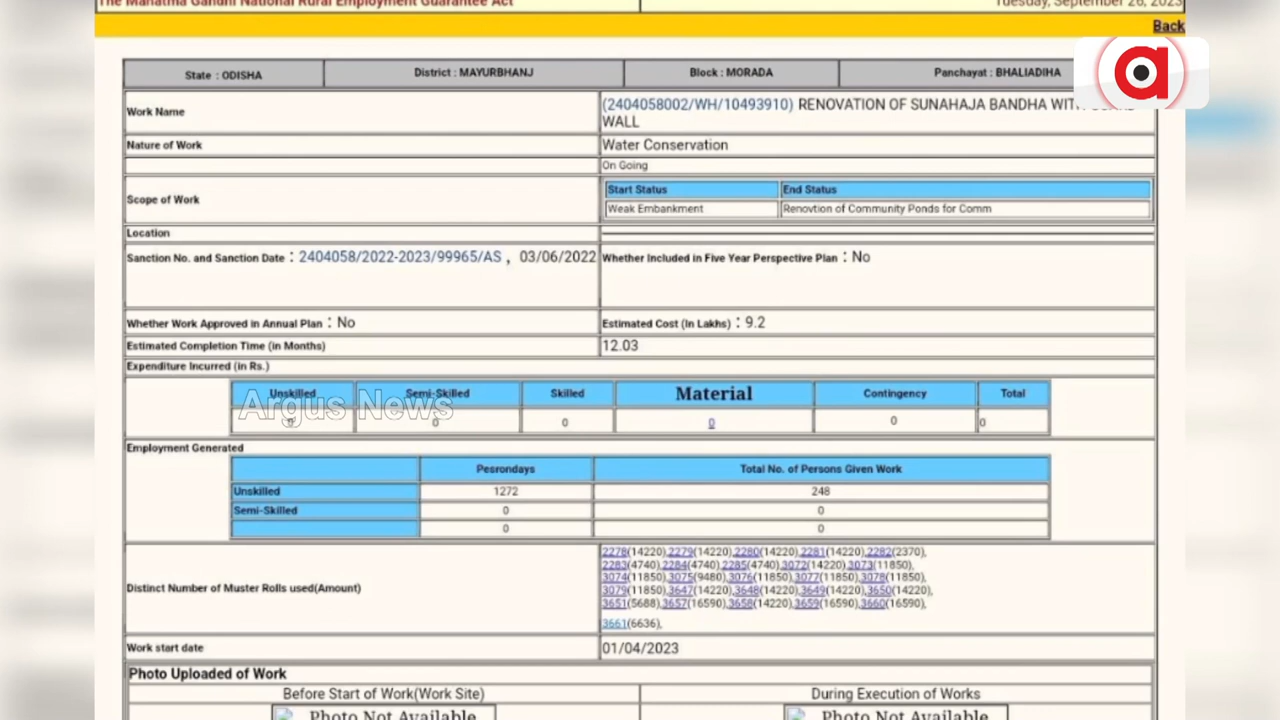 The Mahatma Gandhi National Rural Employment Guarantee Act
Tuesday, September 26, 2023
Back
State : ODISHA District : MAYURBHANJ Block : MORADA Panchayat : BHALIADIHA
a
Work Name (2404058002/WH/10493910) RENOVATION OF SUNAHAJA BANDHA WITH
WALL
Nature of Work Water Conservation
On Going
Scope of Work
Start Status End Status
Weak Embankment Renovtion of Community Ponds for Comm
Location
Sanction No. and Sanction Date : 2404058/2022-2023/99965/AS , 03/06/2022 Whether Included in Five Year Perspective Plan : No
Whether Work Approved in Annual Plan : No Estimated Cost (In Lakhs) : 9.2
Estimated Completion Time (in Months) 12.03
Expenditure Incurred (in Rs.)
Unskilled Semi-Skilled Skilled Material Contingency Total
Argus News
0 0 0 0 0 0
Employment Generated
Pesrondays Total No. of Persons Given Work
Unskilled 1272 248
Semi-Skilled 0 0
0 0
Distinct Number of Muster Rolls used(Amount)
2278(14220),2279(14220),2280(14220),2281(14220),2282(2370),
2283(4740),2284(4740),2285(4740),3072(14220),3073(11850),
3074(11850),3075(9480),3076(11850),3077(11850),3078(11850),
3079(11850),3647(14220),3648(14220),3649(14220),3650(14220),
3651(5688),3657(16590),3658(14220),3659(16590),3660(16590),
3661(6636),
Work start date 01/04/2023
Photo Uploaded of Work
Before Start of Work(Work Site) During Execution of Works
Photo Not Available Photo Not Available